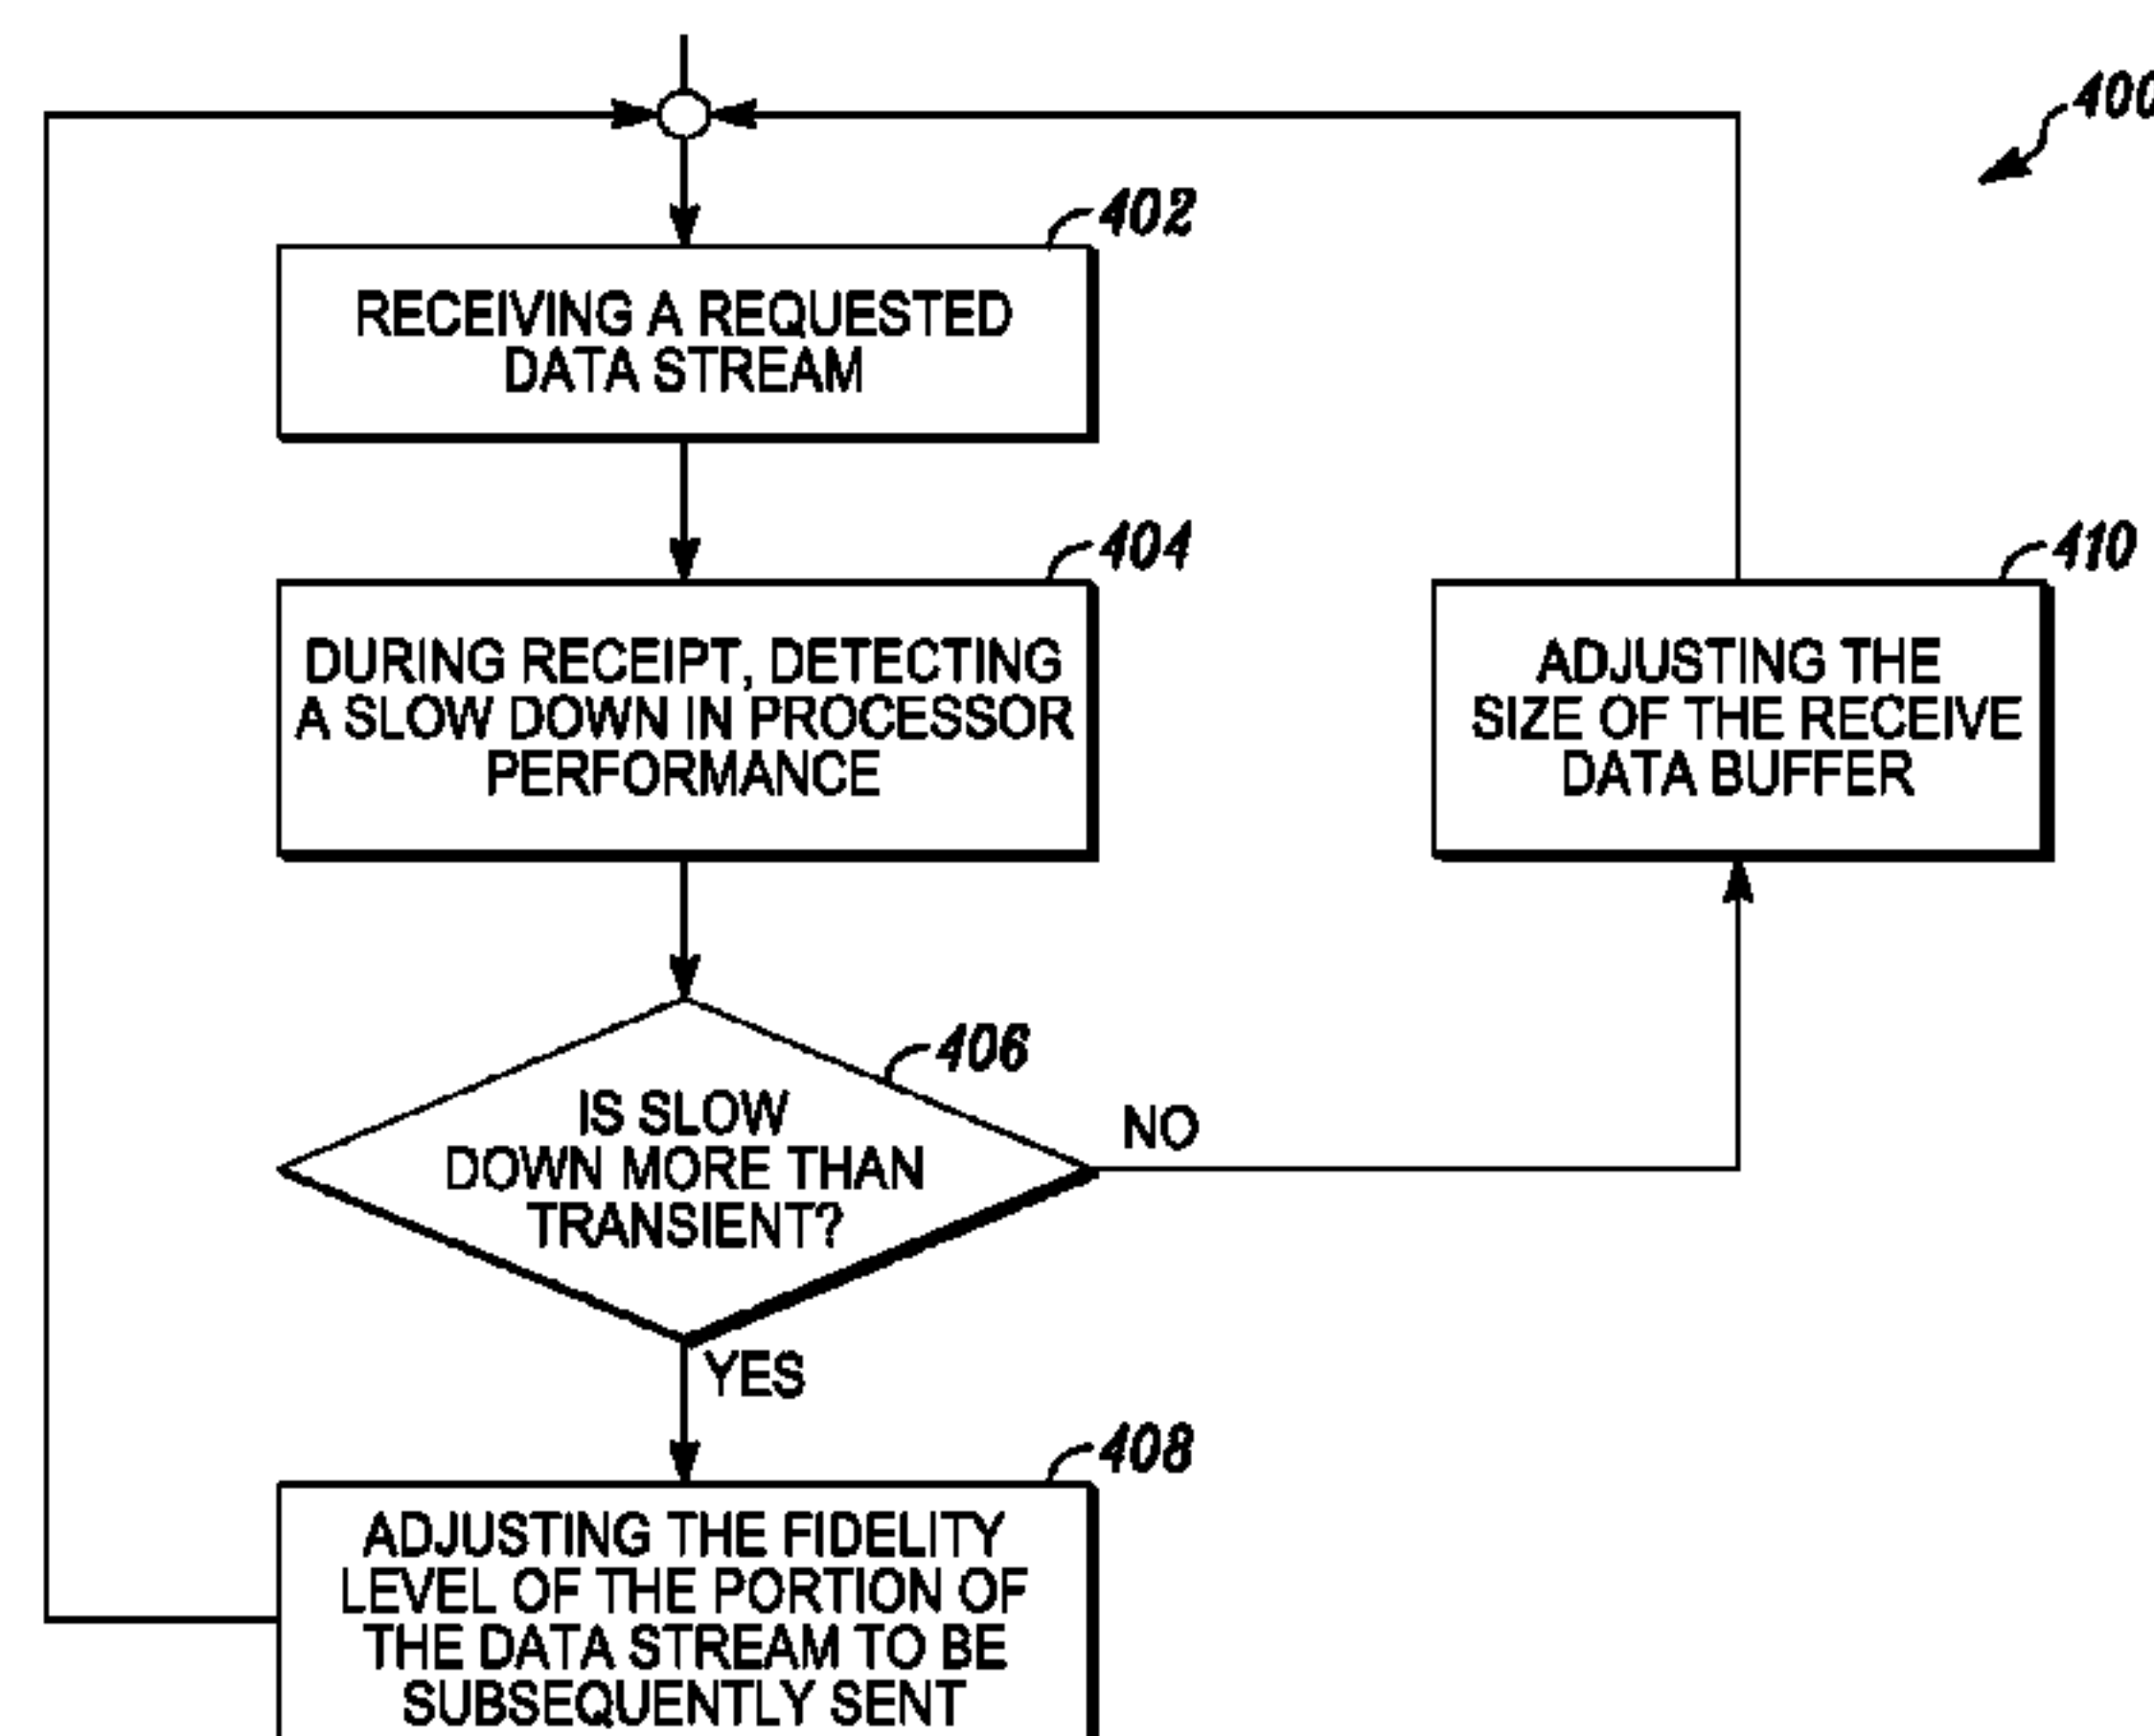 400
402
RECEIVING A REQUESTED
DATA STREAM
404
DURING RECEIPT, DETECTING
A SLOW DOWN IN PROCESSOR
PERFORMANCE
410
ADJUSTING THE
SIZE OF THE RECEIVE
DATA BUFFER
406
IS SLOW
DOWN MORE THAN
TRANSIENT?
NO
YES
408
ADJUSTING THE FIDELITY
LEVEL OF THE PORTION OF
THE DATA STREAM TO BE
SUBSEQUENTLY SENT